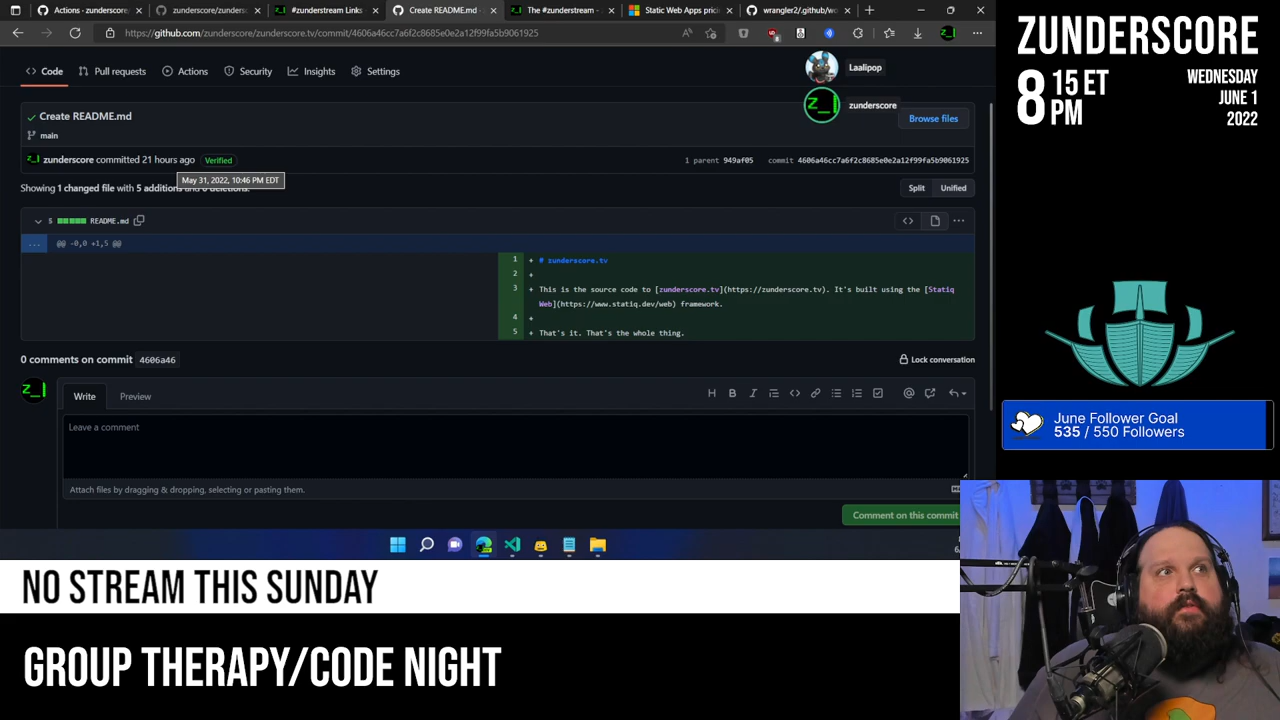 Actions - zunderscore/
zunderscore/zunders
#zunderstream Links
Create README.md -
The #zunderstream -
Static Web Apps pric
wrangler2/.github/wo
https://github.com/zunderscore/zunderscore.tv/commit/4606a46cc7a6f2c8685e0e2a12f99fa5b9061925
Code
Pull requests
Actions
Security
Insights
Settings
Laalipop
zunderscore
Create README.md
main
Browse files
zunderscore committed 21 hours ago Verified
1 parent 949af05 commit 4606a46cc7a6f2c8685e0e2a12f99fa5b9061925
May 31, 2022, 10:46 PM EDT
Showing 1 changed file with 5 additions and 0 deletions.
Split Unified
5 README.md
... @@ -0,0 +1,5 @@
1 + # zunderscore.tv
2 +
3 + This is the source code to [zunderscore.tv](https://zunderscore.tv). It's built using the [Statiq
Web](https://www.statiq.dev/web) framework.
4 +
5 + That's it. That's the whole thing.
0 comments on commit 4606a46
Lock conversation
z_|
Write Preview
Leave a comment
Attach files by dragging & dropping, selecting or pasting them.
Comment on this commit
NO STREAM THIS SUNDAY
GROUP THERAPY/CODE NIGHT
ZUNDERSCORE
8 15 ET
PM
WEDNESDAY
JUNE 1
2022
June Follower Goal
535 / 550 Followers